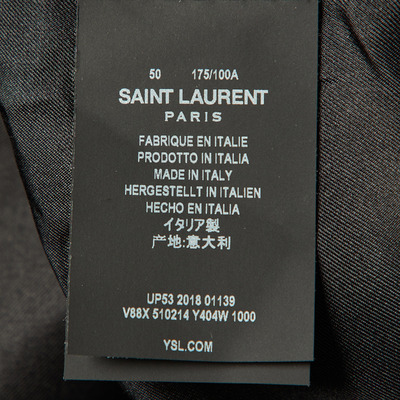 50 175/100A
SAINT LAURENT
PARIS
FABRIQUE EN ITALIE
PRODOTTO IN ITALIA
MADE IN ITALY
HERGESTELLT IN ITALIEN
HECHO EN ITALIA
イタリア製
产地:意大利
UP53 2018 01139
V88X 510214 Y404W 1000
YSL.COM